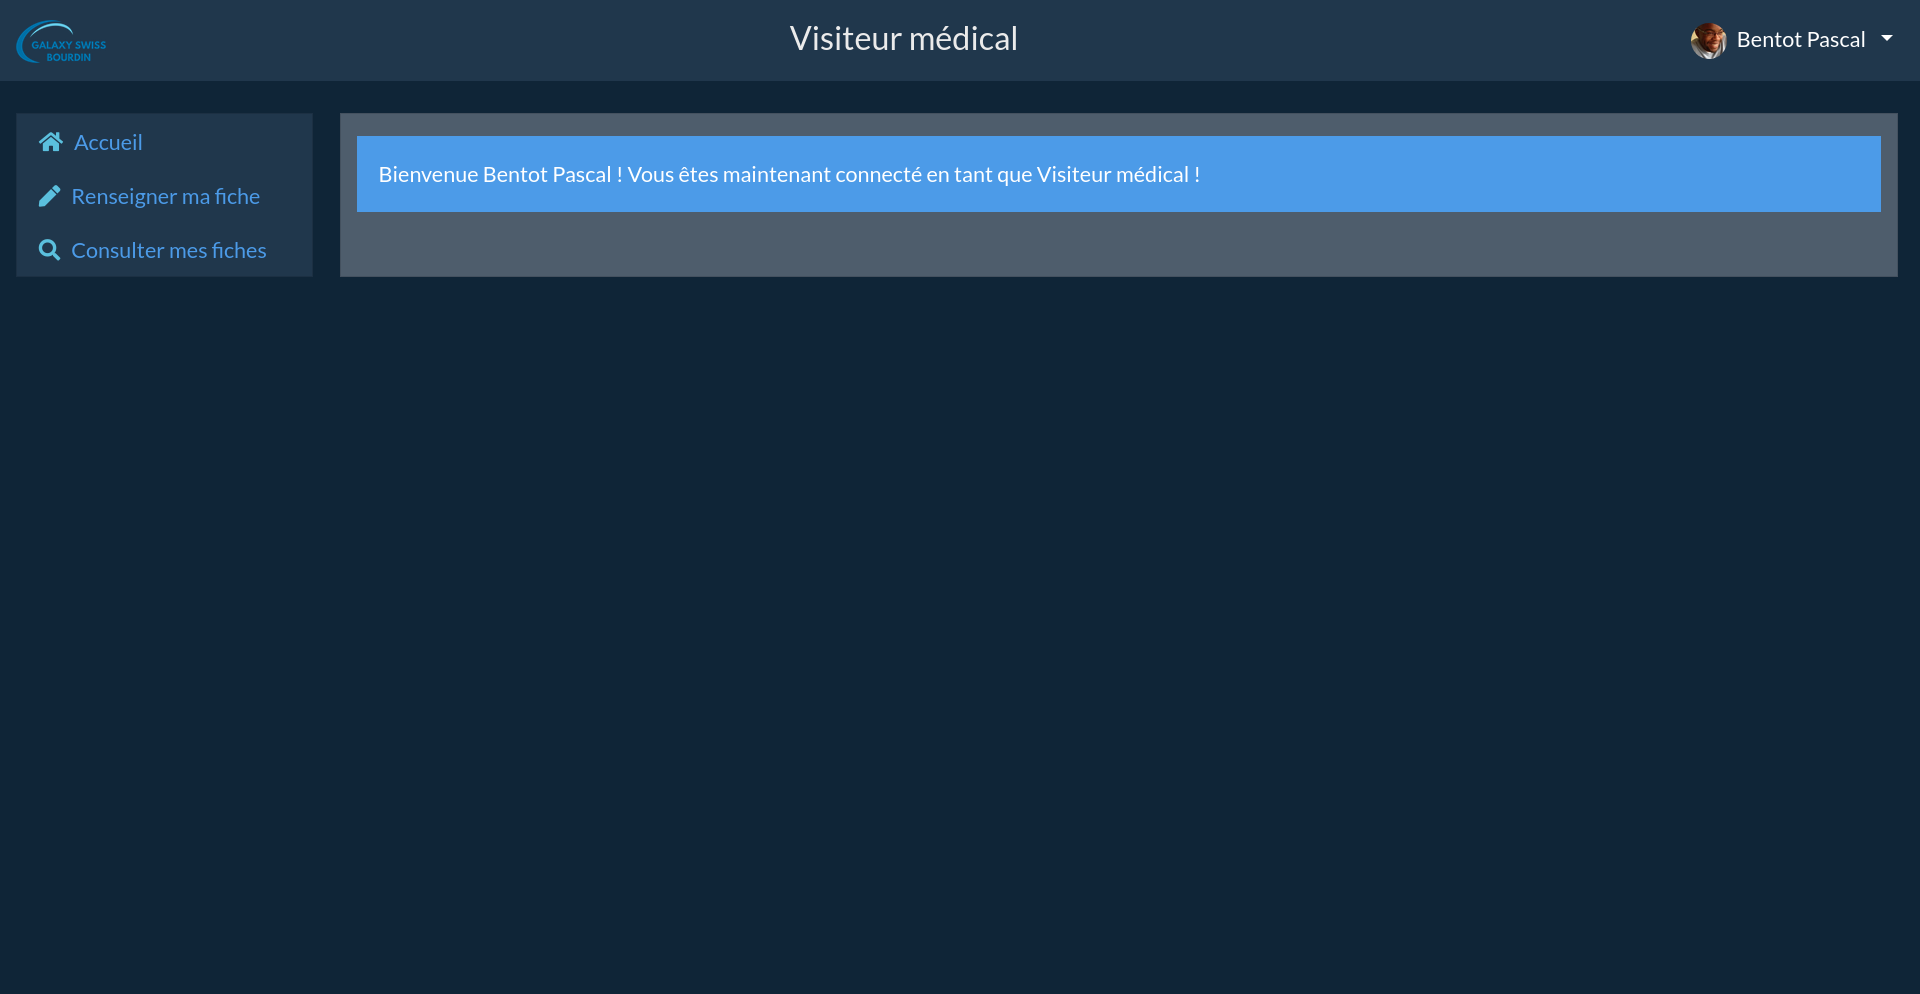 GALAXY SWISS
BOURDIN
Visiteur médical
Bentot Pascal
Accueil
Renseigner ma fiche
Consulter mes fiches
Bienvenue Bentot Pascal ! Vous êtes maintenant connecté en tant que Visiteur médical !